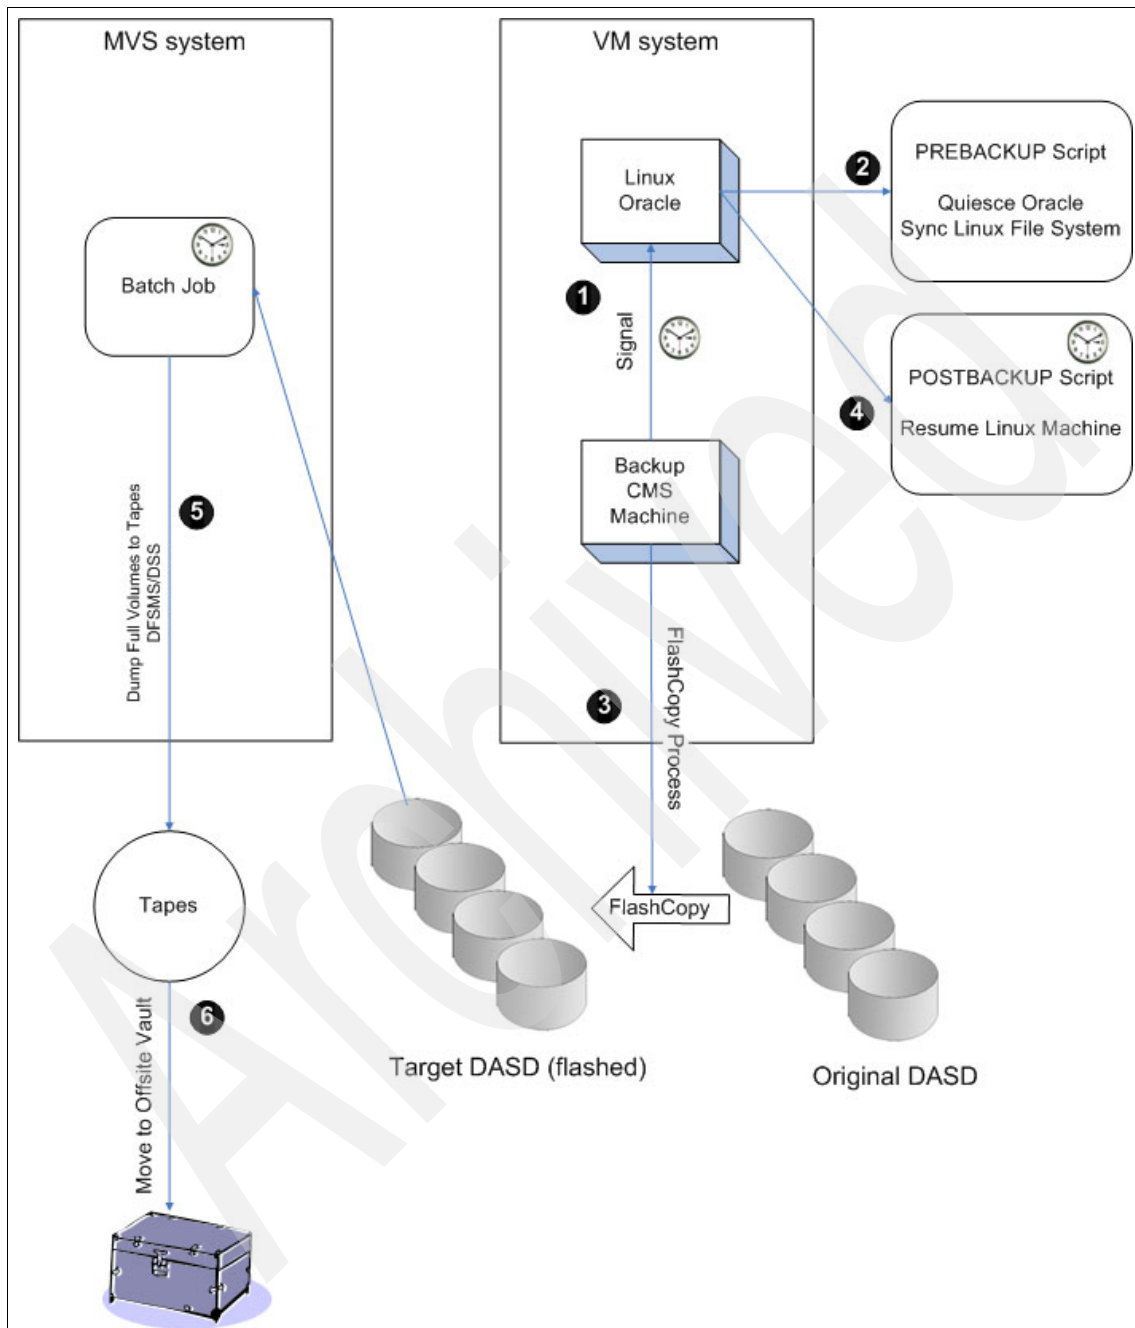 MVS system
VM system
Linux
Oracle
2
PREBACKUP Script
Quiesce Oracle
Sync Linux File System
Batch Job
1
Signal
POSTBACKUP Script
Resume Linux Machine
4
Backup
CMS
Machine
5
Dump Full Volumes to Tapes
DFSMS/DSS
3
FlashCopy Process
FlashCopy
Tapes
6
Move to Offsite Vault
Target DASD (flashed)
Original DASD
Archived